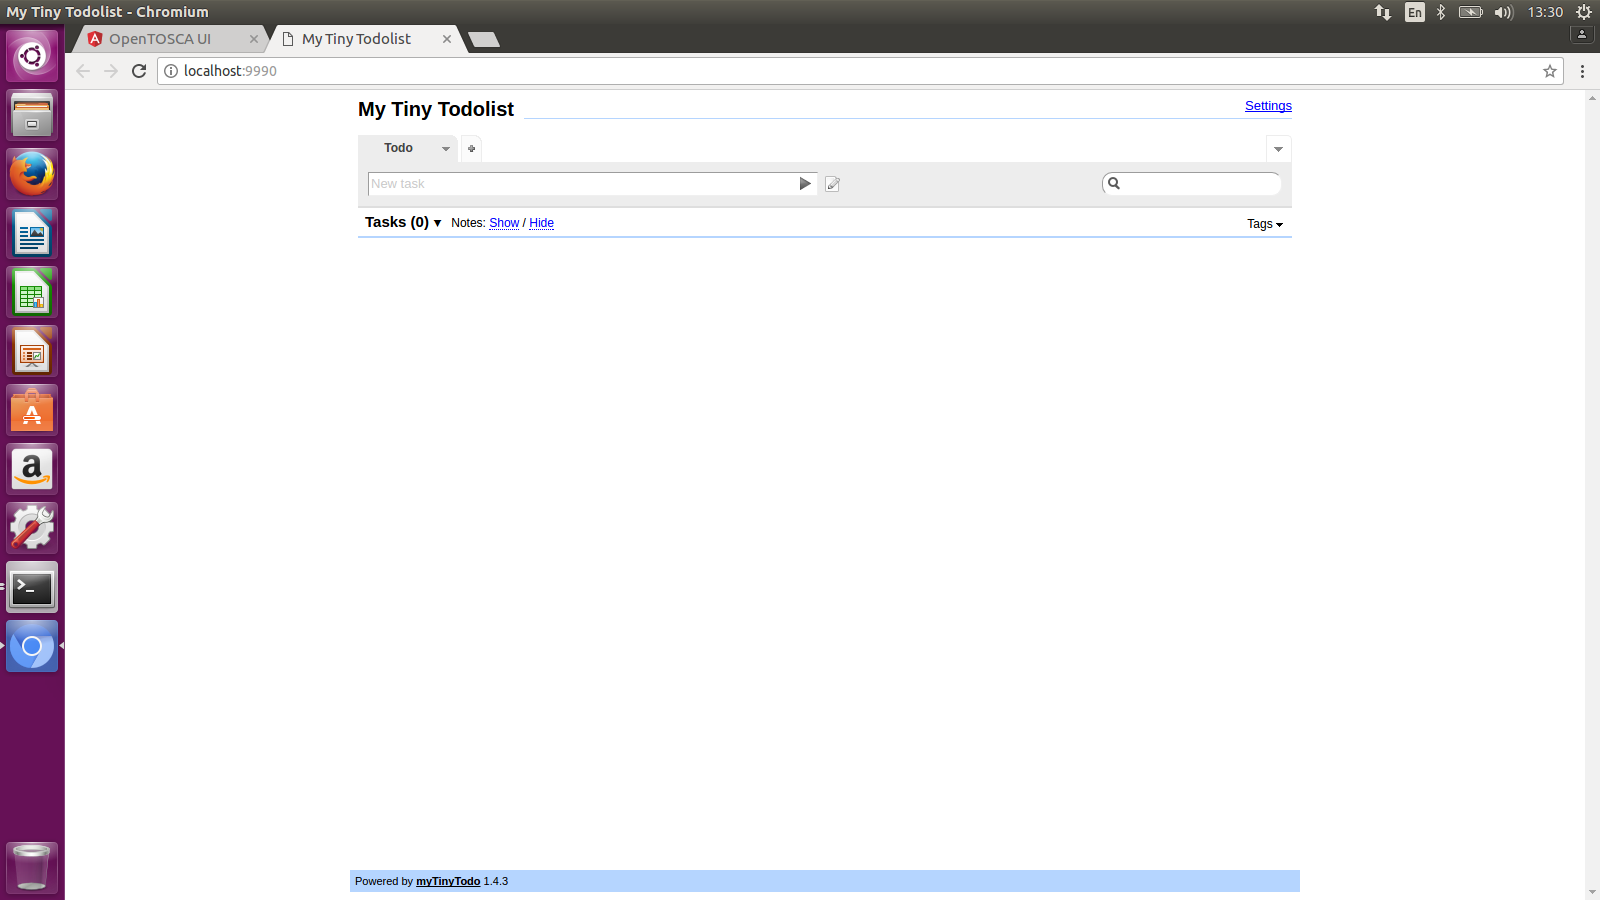 My Tiny Todolist - Chromium
En
13:30
OpenTOSCA UI
My Tiny Todolist
localhost:9990
My Tiny Todolist
Settings
Todo
New task
Tasks (0) Notes: Show / Hide
Tags
Powered by myTinyTodo 1.4.3